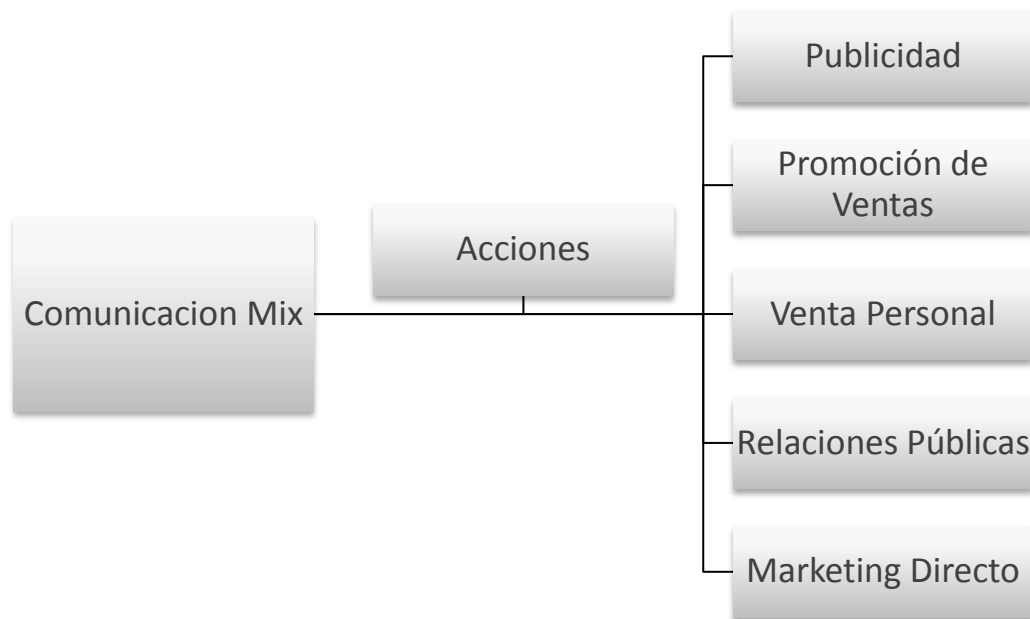 Comunicacion Mix
Acciones
Publicidad
Promoción de
Ventas
Venta Personal
Relaciones Públicas
Marketing Directo